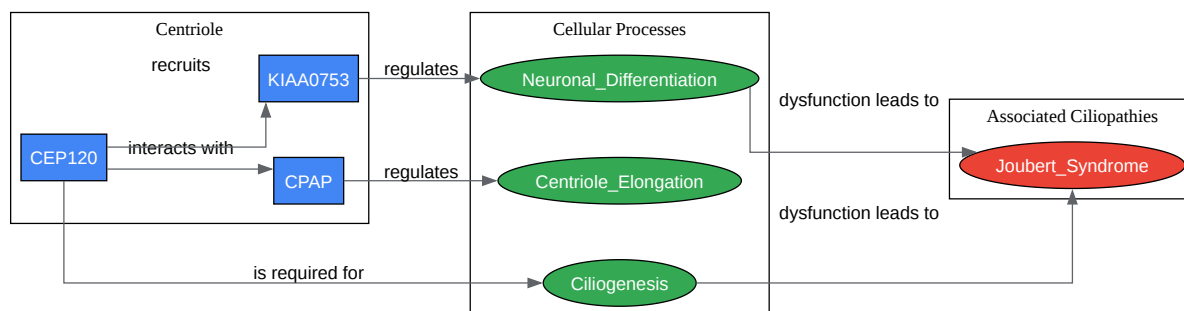 Centriole
recruits
KIAA0753
CEP120
interacts with
CPAP
regulates
regulates
is required for
Cellular Processes
Neuronal_Differentiation
Centriole_Elongation
Ciliogenesis
dysfunction leads to
dysfunction leads to
Associated Ciliopathies
Joubert_Syndrome